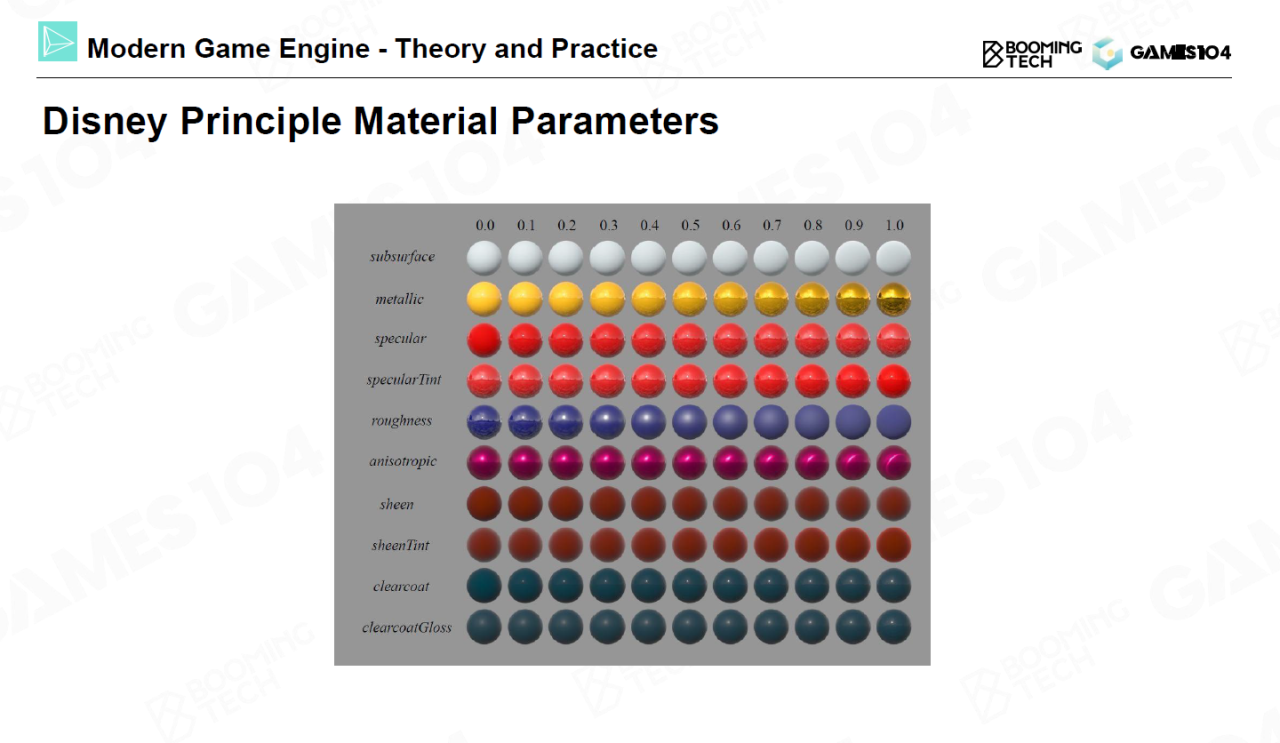 Modern Game Engine - Theory and Practice
BOOMING
TECH
GAMES104
Disney Principle Material Parameters
0.0 0.1 0.2 0.3 0.4 0.5 0.6 0.7 0.8 0.9 1.0
subsurface
metallic
specular
specularTint
roughness
anisotropic
sheen
sheenTint
clearcoat
clearcoatGloss